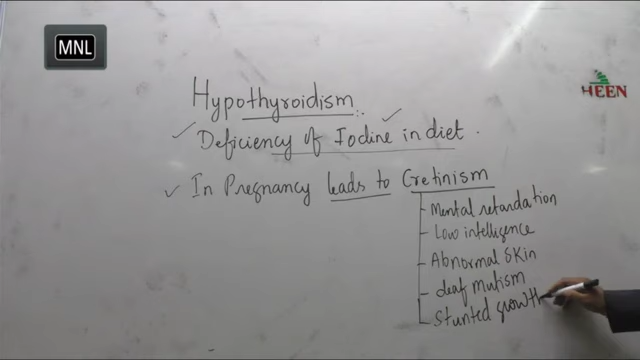 MNL
HEEN
Hypothyroidism
Deficiency of Iodine in diet.
In Pregnancy leads to Cretinism
Mental retardation
Low intelligence
Abnormal Skin
deaf mutism
Stunted growth